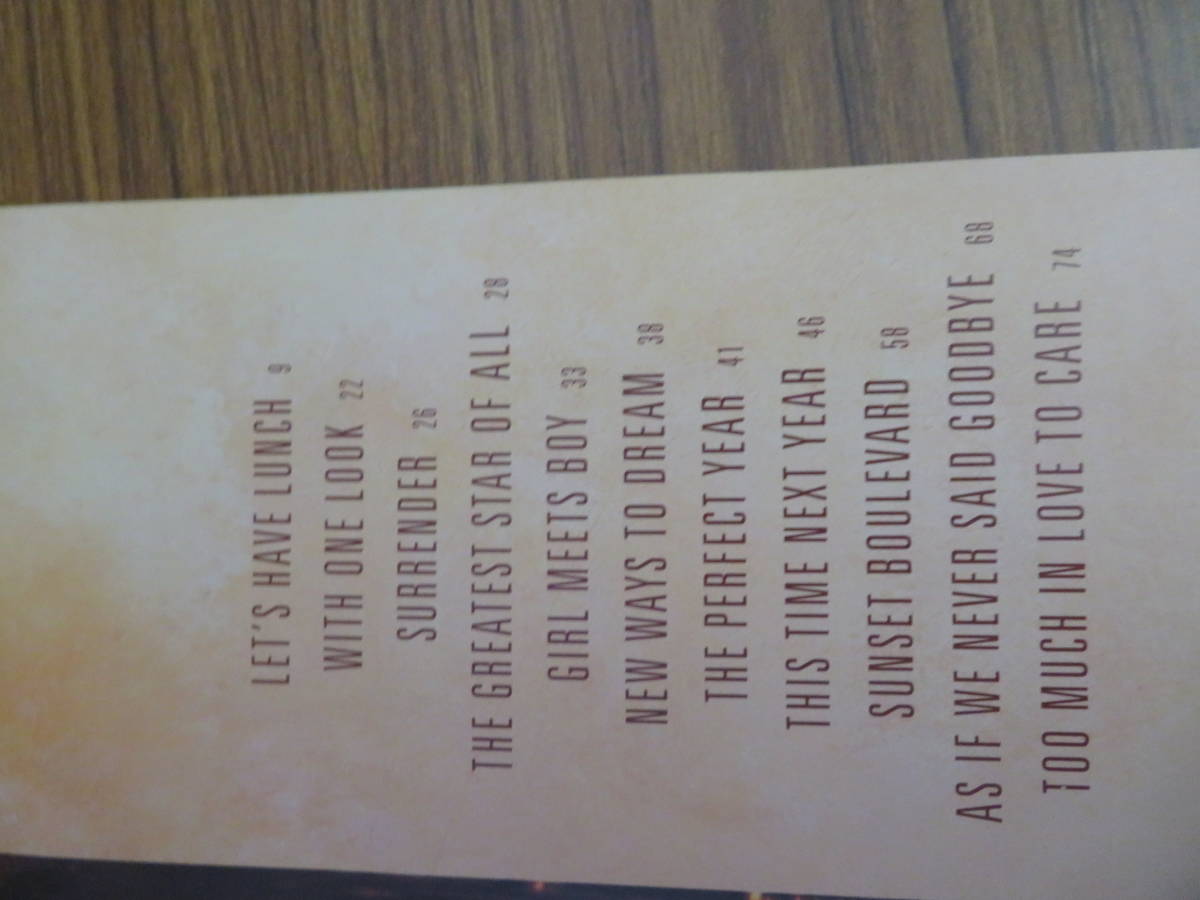 LET'S HAVE LUNCH 9
WITH ONE LOOK 22
SURRENDER 26
THE GREATEST STAR OF ALL 28
GIRL MEETS BOY 33
NEW WAYS TO DREAM 38
THE PERFECT YEAR 41
THIS TIME NEXT YEAR 46
SUNSET BOULEVARD 58
AS IF WE NEVER SAID GOODBYE 68
TOO MUCH IN LOVE TO CARE 74